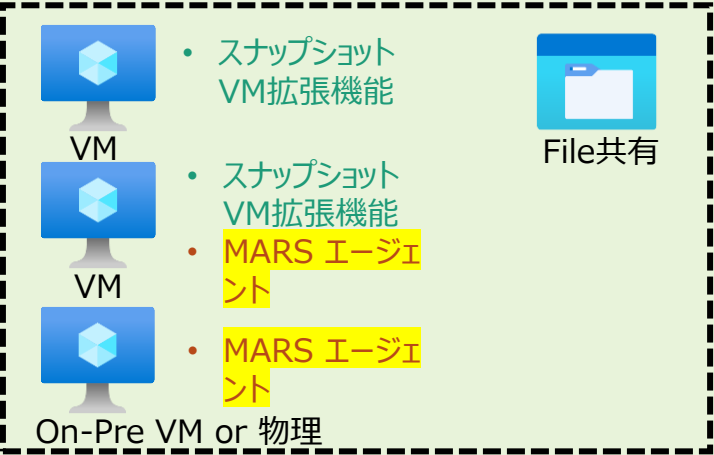 • スナップショット
VM拡張機能
VM
File共有
• スナップショット
VM拡張機能
• MARS エージェ
ント
VM
• MARS エージェ
ント
On-Pre VM or 物理